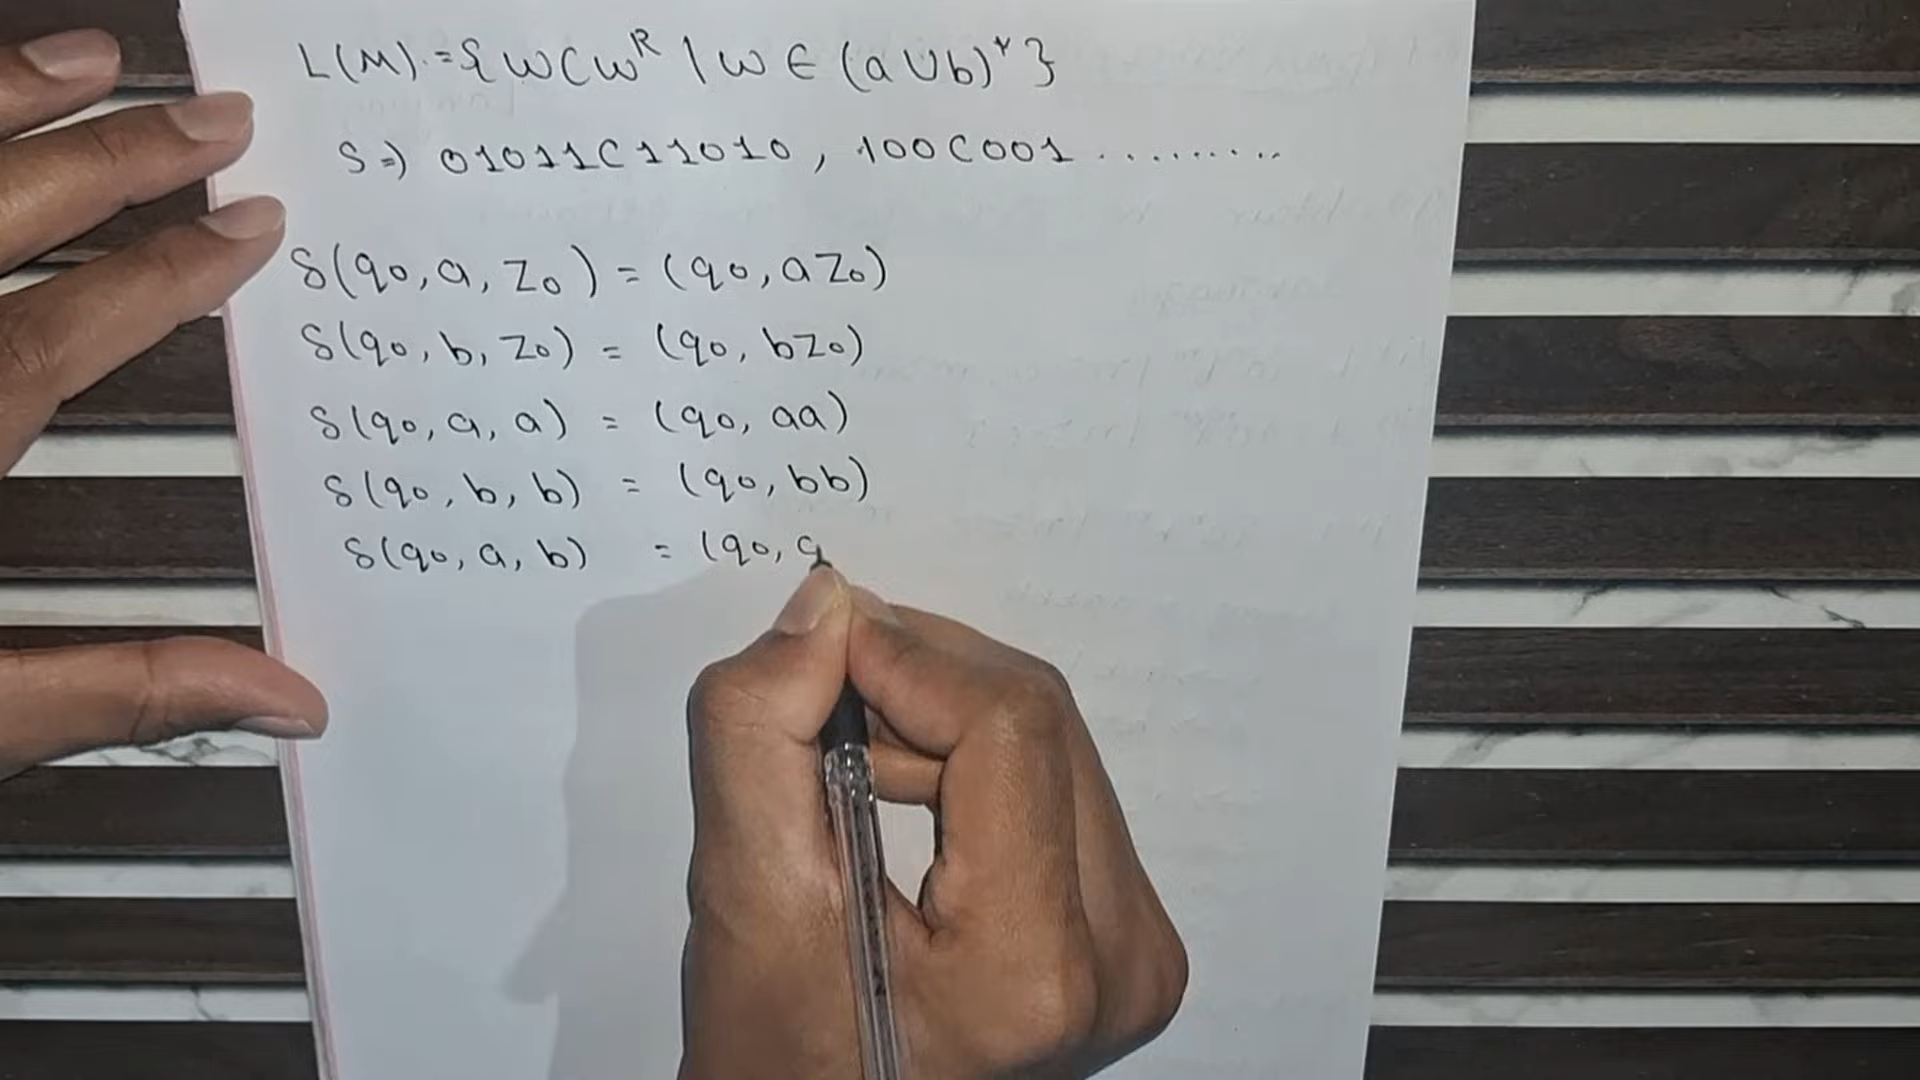 L(M) = {WCW^R | W ∈ (a ∪ b)^+}
S ⇒ 01011C11010, 100C001 .........
δ(q0, a, Z0) = (q0, aZ0)
δ(q0, b, Z0) = (q0, bZ0)
δ(q0, a, a) = (q0, aa)
δ(q0, b, b) = (q0, bb)
δ(q0, a, b) = (q0, a